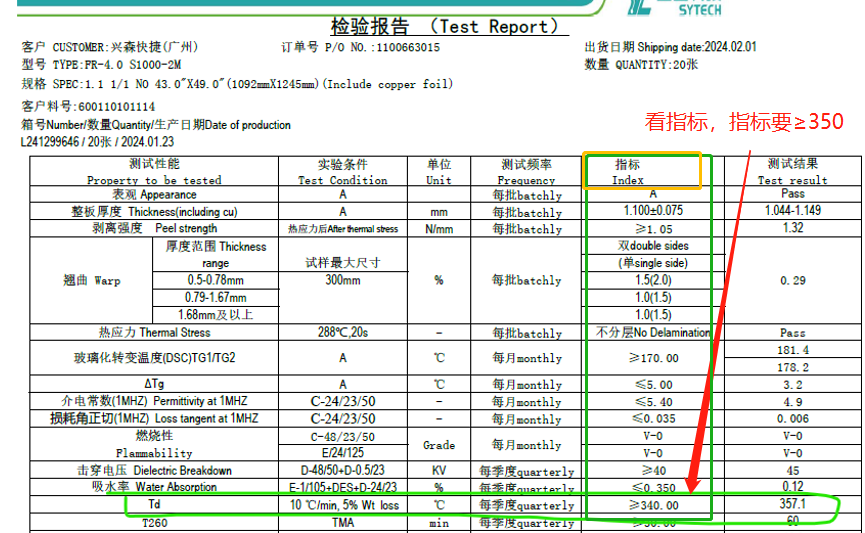 SYTECH
检验报告 （Test Report）
客户 CUSTOMER:兴森快捷(广州) 订单号 P/O NO.:1100663015 出货日期 Shipping date:2024.02.01
型号 TYPE:FR-4.0 S1000-2M 数量 QUANTITY:20张
规格 SPEC:1.1 1/1 NO 43.0"X49.0"(1092mmX1245mm)(Include copper foil)
客户料号:600110101114
箱号Number/数量Quantity/生产日期Date of production
看指标，指标要≥350
L241299646 / 20张 / 2024.01.23
测试性能 实验条件 单位 测试频率 指标 测试结果
Property to be tested Test Condition Unit Frequency Index Test result
表观 Appearance A 每批batchly A Pass
整板厚度 Thickness(including cu) A mm 每批batchly 1.100±0.075 1.044-1.149
剥离强度 Peel strength 热应力后After thermal stress N/mm 每批batchly ≥1.05 1.32
翘曲 Warp 厚度范围 Thickness range 试样最大尺寸 300mm % 每批batchly 双double sides (单single side) 0.29
0.5-0.78mm 1.5(2.0)
0.79-1.67mm 1.0(1.5)
1.68mm及以上 1.0(1.5)
热应力 Thermal Stress 288℃,20s - 每批batchly 不分层No Delamination Pass
玻璃化转变温度(DSC)TG1/TG2 A ℃ 每月monthly ≥170.00 181.4
178.2
ΔTg A ℃ 每月monthly ≤5.00 3.2
介电常数(1MHZ) Permittivity at 1MHZ C-24/23/50 - 每月monthly ≤5.40 4.9
损耗角正切(1MHZ) Loss tangent at 1MHZ C-24/23/50 - 每月monthly ≤0.035 0.006
燃烧性 C-48/23/50 Grade 每月monthly V-0 V-0
Flammability E/24/125 V-0 V-0
击穿电压 Dielectric Breakdown D-48/50+D-0.5/23 KV 每季度quarterly ≥40 45
吸水率 Water Absorption E-1/105+DES+D-24/23 % 每季度quarterly ≤0.350 0.12
Td 10 ℃/min, 5% Wt loss ℃ 每季度quarterly ≥340.00 357.1
T260 TMA min 每季度quarterly ≥30.00 60